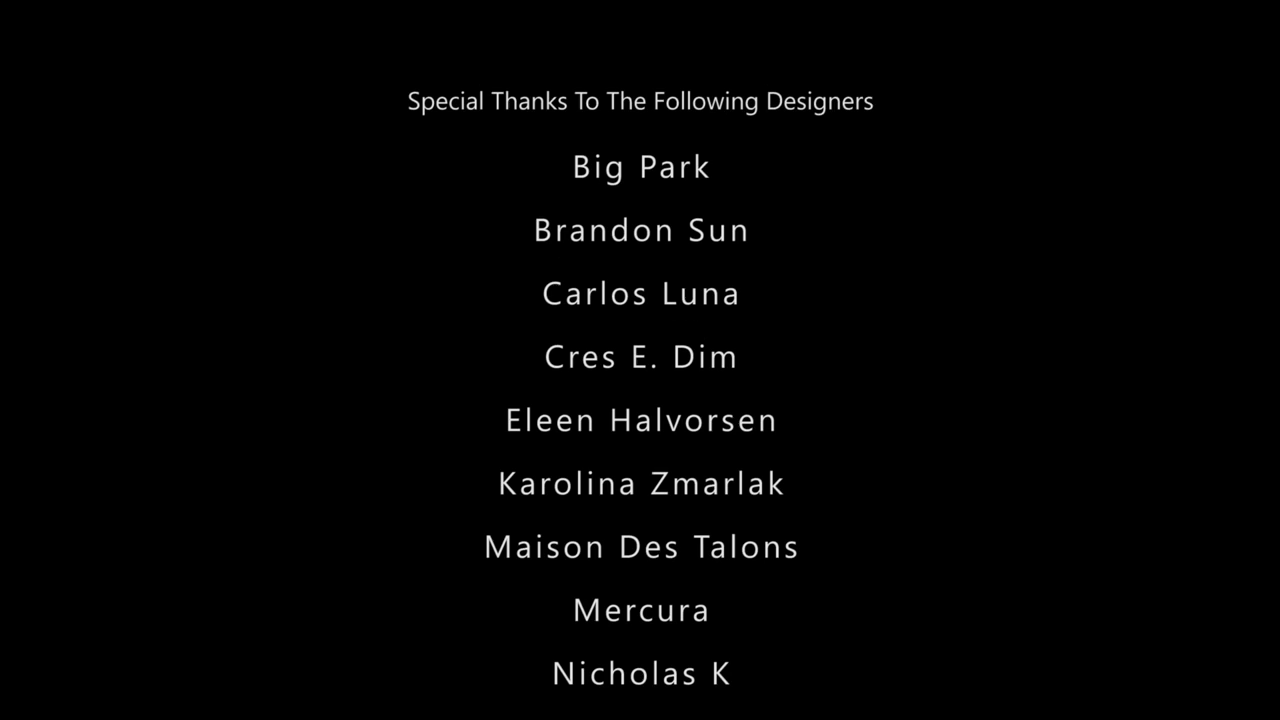 Special Thanks To The Following Designers
Big Park
Brandon Sun
Carlos Luna
Cres E. Dim
Eleen Halvorsen
Karolina Zmarlak
Maison Des Talons
Mercura
Nicholas K